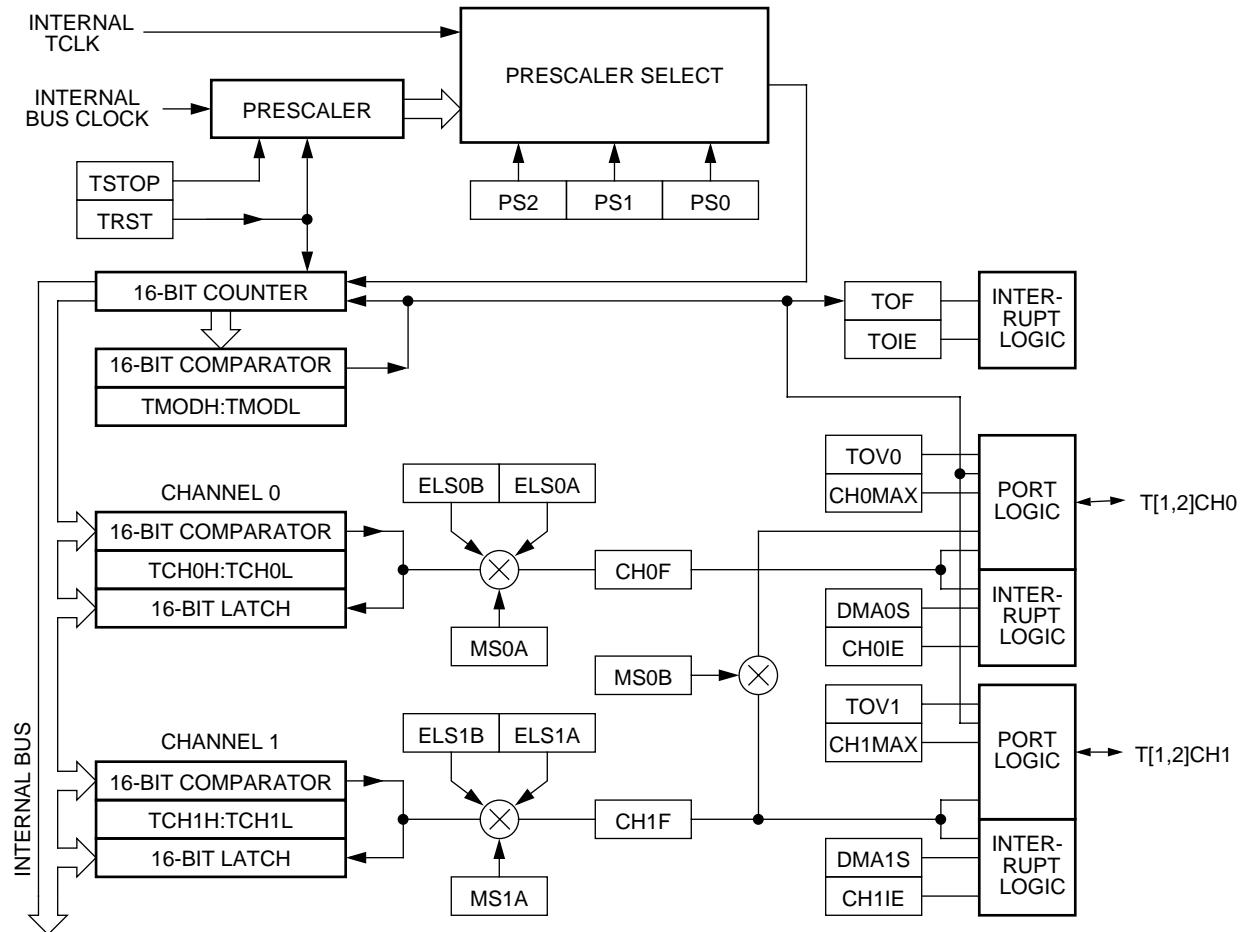 INTERNAL
TCLK
PRESCALER SELECT
INTERNAL
BUS CLOCK
PRESCALER
TSTOP
TRST
PS2
PS1
PS0
16-BIT COUNTER
TOF
TOIE
INTER-
RUPT
LOGIC
16-BIT COMPARATOR
TMODH:TMODL
CHANNEL 0
ELS0B
ELS0A
TOV0
CH0MAX
PORT
LOGIC
T[1,2]CH0
16-BIT COMPARATOR
TCH0H:TCH0L
16-BIT LATCH
CH0F
MS0A
DMA0S
CH0IE
INTER-
RUPT
LOGIC
MS0B
CHANNEL 1
ELS1B
ELS1A
TOV1
CH1MAX
PORT
LOGIC
T[1,2]CH1
16-BIT COMPARATOR
TCH1H:TCH1L
16-BIT LATCH
CH1F
MS1A
DMA1S
CH1IE
INTER-
RUPT
LOGIC
INTERNAL BUS